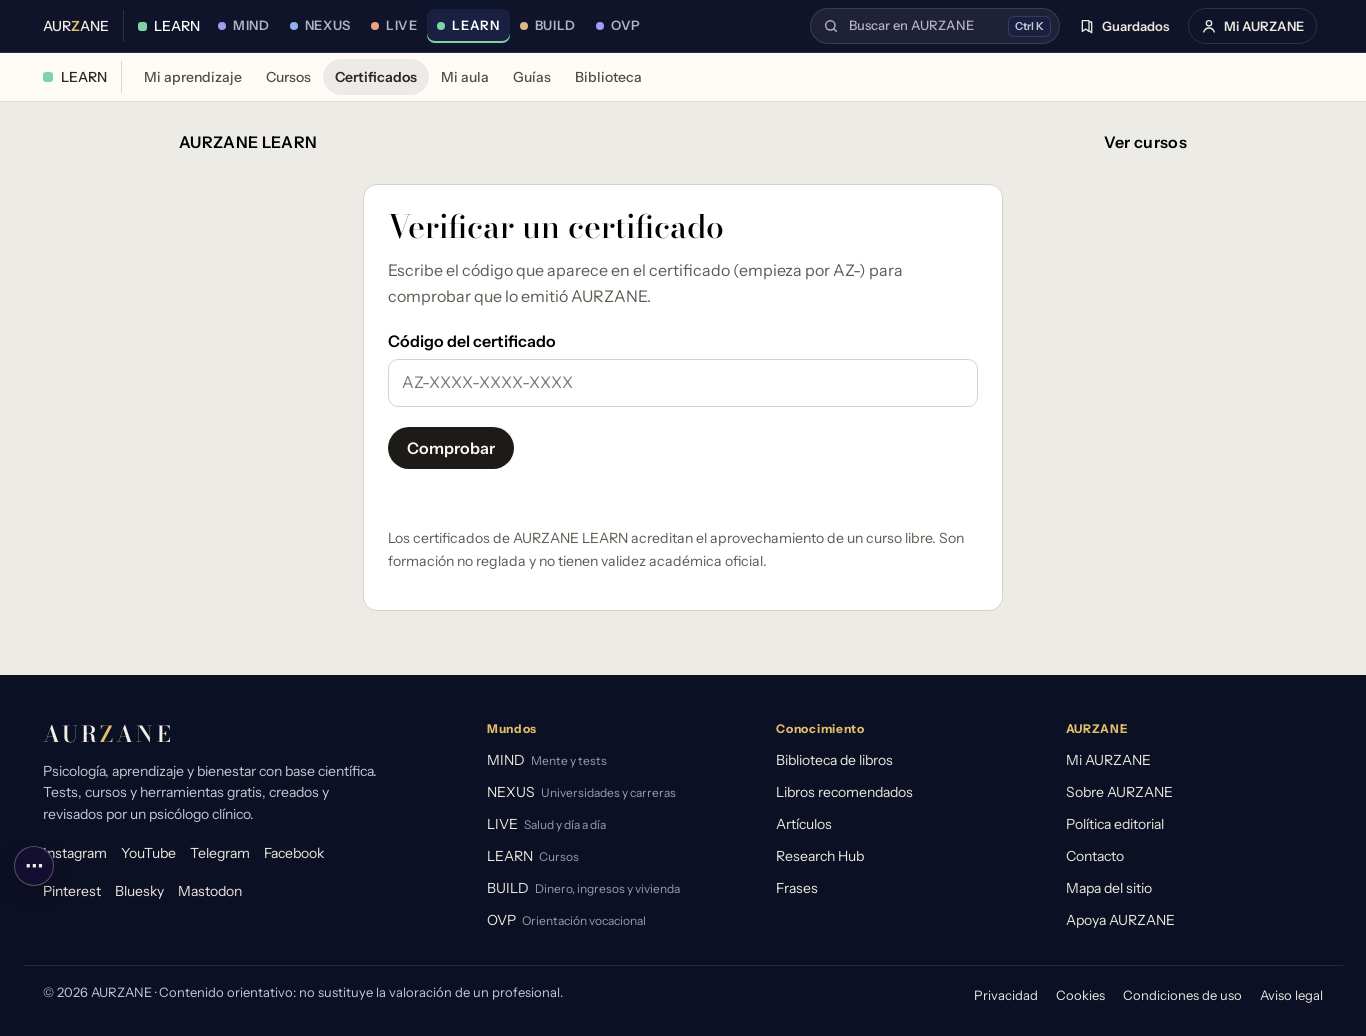 AURZANE
LEARN
MIND
NEXUS
LIVE
LEARN
BUILD
OVP
Buscar en AURZANE
Ctrl K
Guardados
Mi AURZANE
LEARN
Mi aprendizaje
Cursos
Certificados
Mi aula
Guías
Biblioteca
AURZANE LEARN
Ver cursos
Verificar un certificado
Escribe el código que aparece en el certificado (empieza por AZ-) para
comprobar que lo emitió AURZANE.
Código del certificado
AZ-XXXX-XXXX-XXXX
Comprobar
Los certificados de AURZANE LEARN acreditan el aprovechamiento de un curso libre. Son
formación no reglada y no tienen validez académica oficial.
AURZANE
Psicología, aprendizaje y bienestar con base científica.
Tests, cursos y herramientas gratis, creados y
revisados por un psicólogo clínico.
Instagram YouTube Telegram Facebook
Pinterest Bluesky Mastodon
Mundos
MIND Mente y tests
NEXUS Universidades y carreras
LIVE Salud y día a día
LEARN Cursos
BUILD Dinero, ingresos y vivienda
OVP Orientación vocacional
Conocimiento
Biblioteca de libros
Libros recomendados
Artículos
Research Hub
Frases
AURZANE
Mi AURZANE
Sobre AURZANE
Política editorial
Contacto
Mapa del sitio
Apoya AURZANE
© 2026 AURZANE · Contenido orientativo: no sustituye la valoración de un profesional.
Privacidad Cookies Condiciones de uso Aviso legal